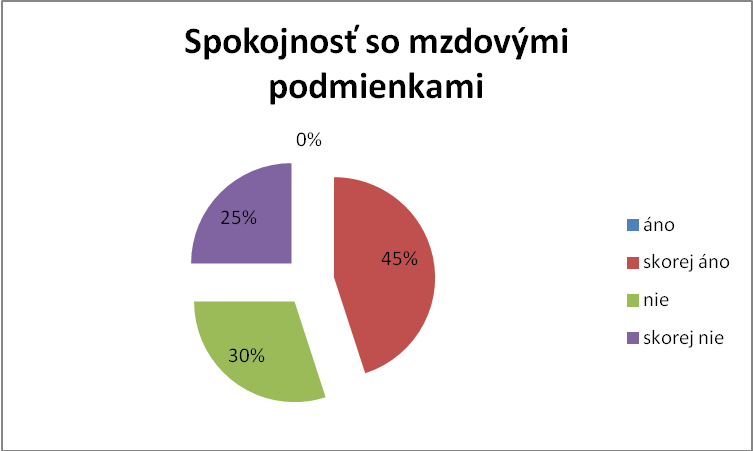 Spokojnosť so mzdovými
podmienkami
0%
25%
45%
30%
áno
skorej áno
nie
skorej nie